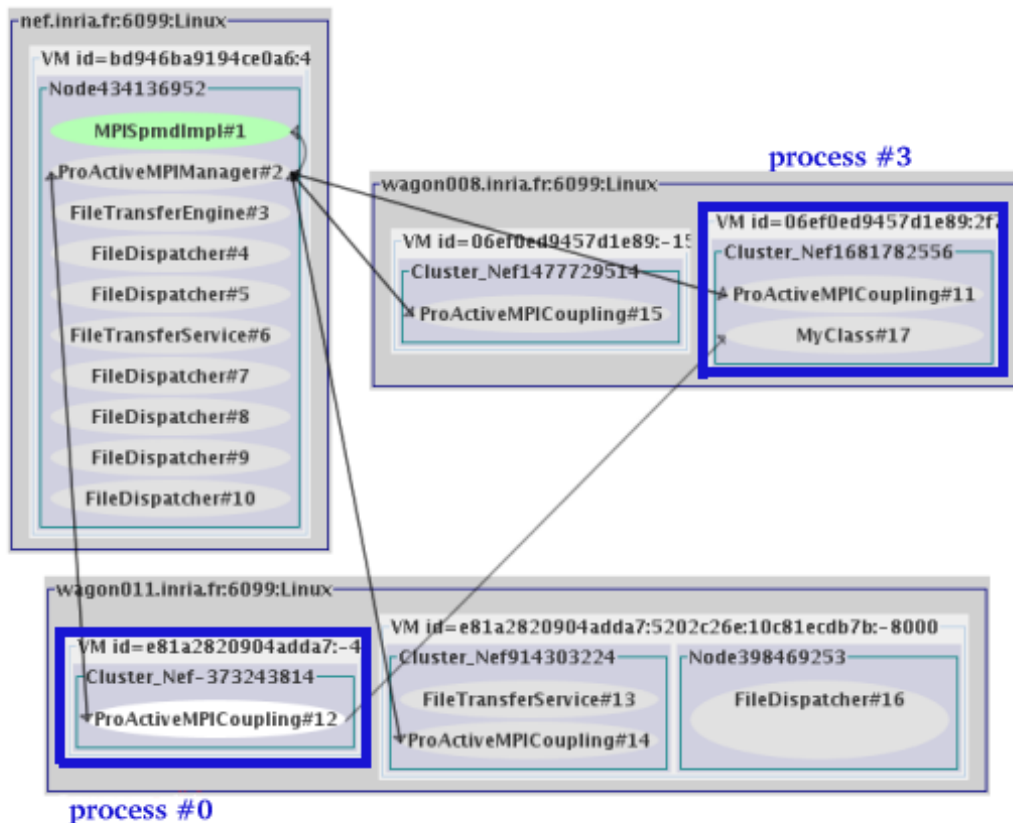 nef.inria.fr:6099:Linux
VM id=bd946ba9194ce0a6:4
Node434136952
MPISpmdImpl#1
ProActiveMPIManager#2
FileTransferEngine#3
FileDispatcher#4
FileDispatcher#5
FileTransferService#6
FileDispatcher#7
FileDispatcher#8
FileDispatcher#9
FileDispatcher#10
process #3
wagon008.inria.fr:6099:Linux
VM id=06ef0ed9457d1e89:-15
Cluster_Nef1477729514
ProActiveMPICoupling#15
VM id=06ef0ed9457d1e89:2f7
Cluster_Nef1681782556
ProActiveMPICoupling#11
MyClass#17
wagon011.inria.fr:6099:Linux
VM id=e81a2820904adda7:-4
Cluster_Nef-373243814
ProActiveMPICoupling#12
VM id=e81a2820904adda7:5202c26e:10c81ecdb7b:-8000
Cluster_Nef914303224
FileTransferService#13
ProActiveMPICoupling#14
Node398469253
FileDispatcher#16
process #0